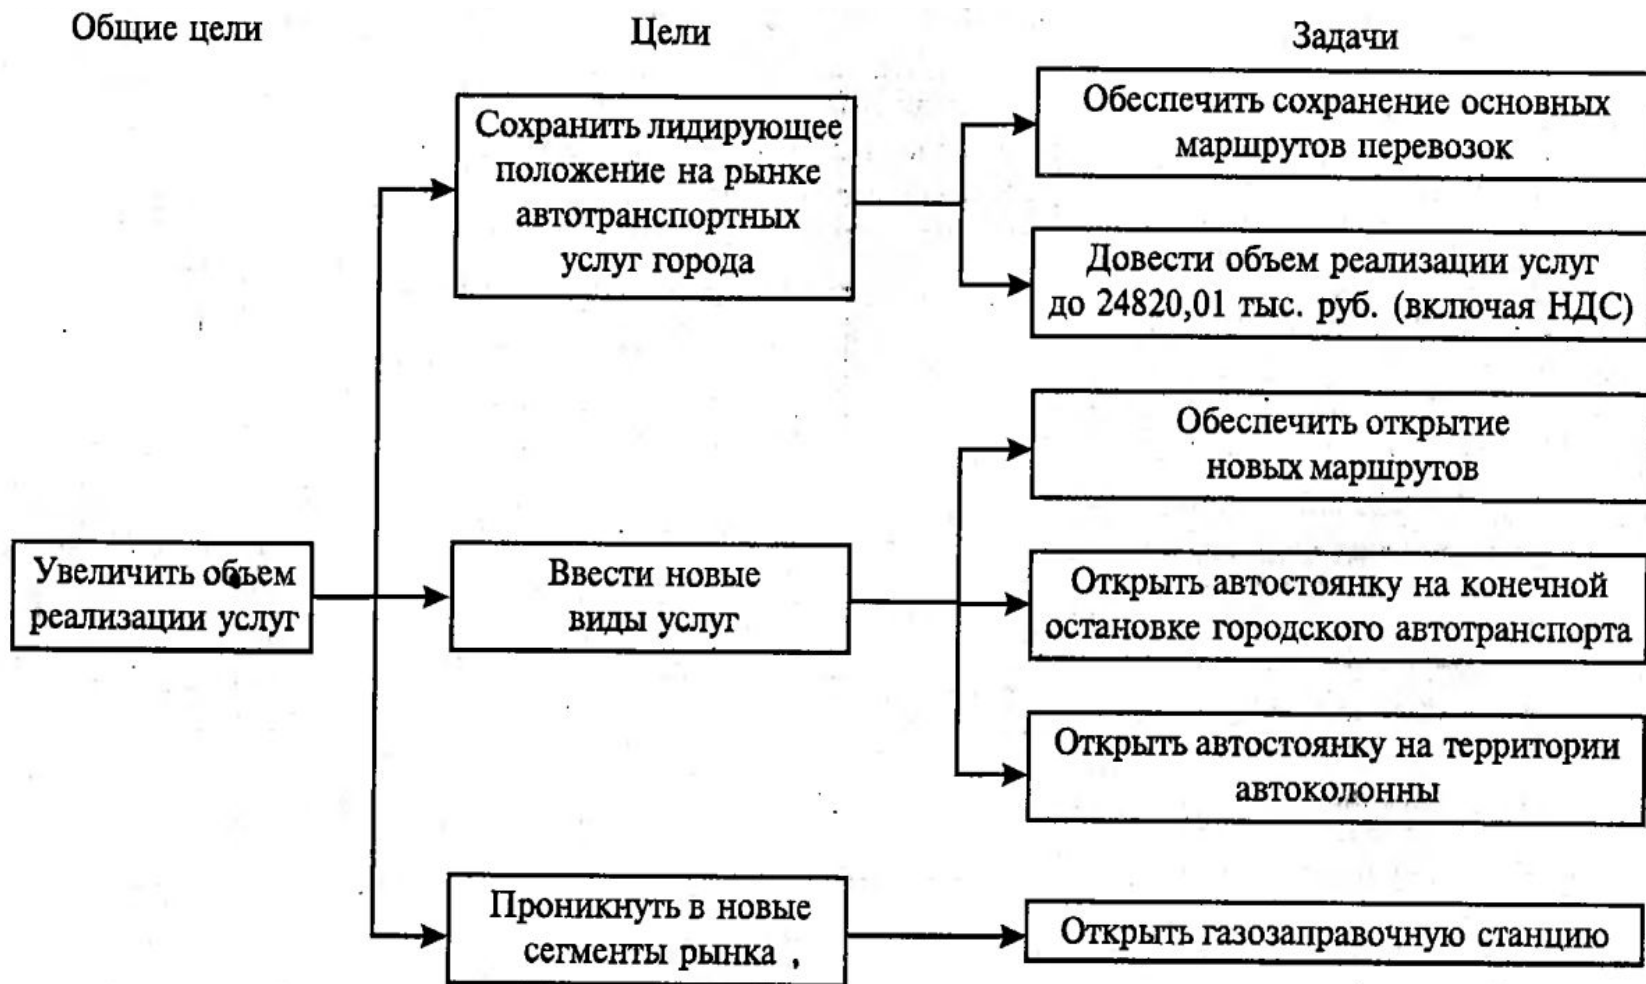 Общие цели
Цели
Задачи
Сохранить лидирующее
положение на рынке
автотранспортных
услуг города
Обеспечить сохранение основных
маршрутов перевозок
Довести объем реализации услуг
до 24820,01 тыс. руб. (включая НДС)
Увеличить объем
реализации услуг
Ввести новые
виды услуг
Обеспечить открытие
новых маршрутов
Открыть автостоянку на конечной
остановке городского автотранспорта
Открыть автостоянку на территории
автоколонны
Проникнуть в новые
сегменты рынка
Открыть газозаправочную станцию